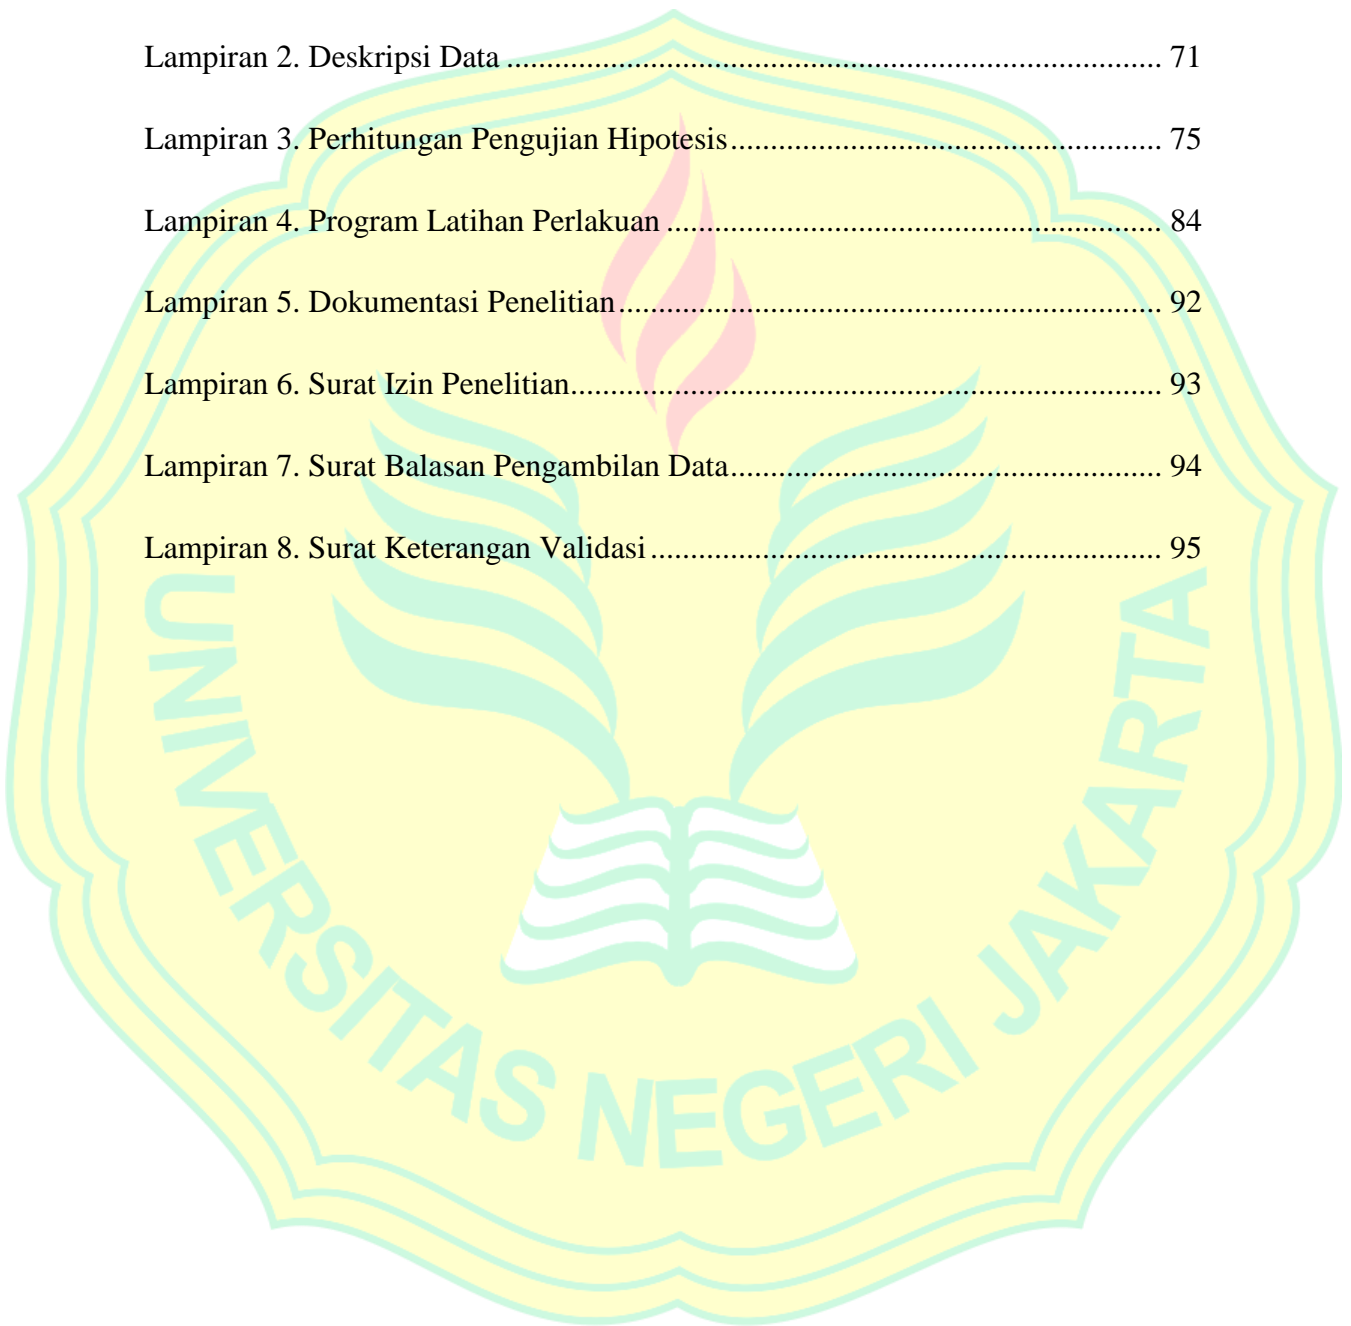 Lampiran 2. Deskripsi Data .................................................................................. 71
Lampiran 3. Perhitungan Pengujian Hipotesis ...................................................... 75
Lampiran 4. Program Latihan Perlakuan .............................................................. 84
Lampiran 5. Dokumentasi Penelitian .................................................................... 92
Lampiran 6. Surat Izin Penelitian .......................................................................... 93
Lampiran 7. Surat Balasan Pengambilan Data ...................................................... 94
Lampiran 8. Surat Keterangan Validasi ................................................................ 95
UNIVERSITAS NEGERI JAKARTA